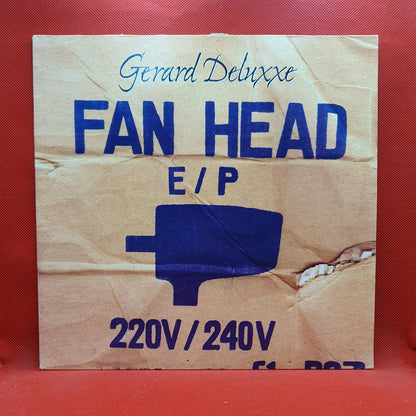 Gerard Deluxxe
FAN HEAD
E/P
220V/240V